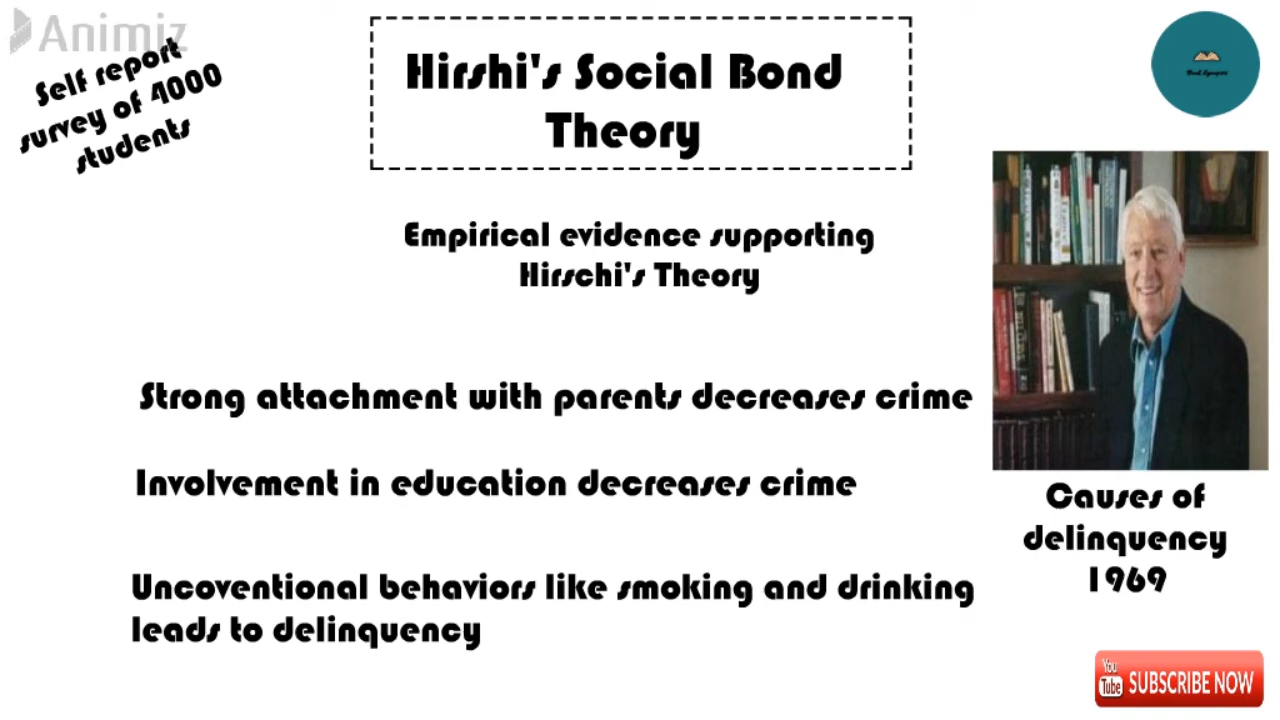 Animiz
Self report
survey of 4000
students
Hirshi's Social Bond
Theory
Empirical evidence supporting
Hirschi's Theory
Strong attachment with parents decreases crime
Involvement in education decreases crime
Uncoventional behaviors like smoking and drinking
leads to delinquency
Causes of
delinquency
1969
You
Tube
SUBSCRIBE NOW